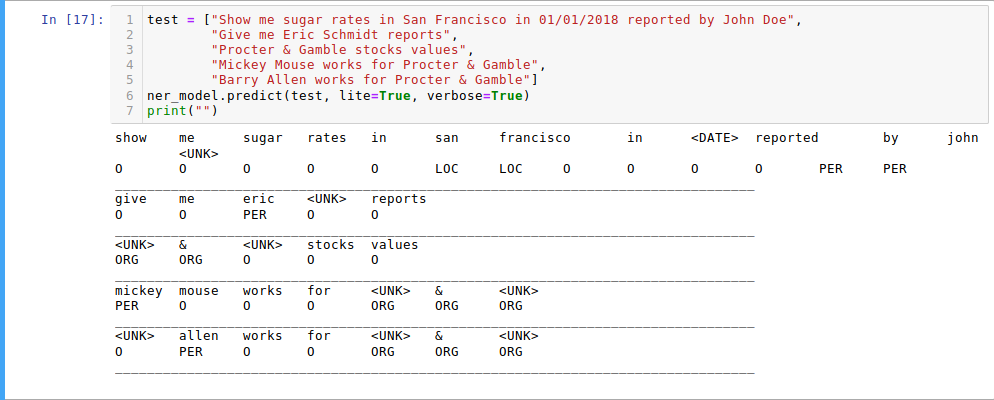 In [17]:
1 test = ["Show me sugar rates in San Francisco in 01/01/2018 reported by John Doe",
2 "Give me Eric Schmidt reports",
3 "Procter & Gamble stocks values",
4 "Mickey Mouse works for Procter & Gamble",
5 "Barry Allen works for Procter & Gamble"]
6 ner_model.predict(test, lite=True, verbose=True)
7 print("")
show me sugar rates in san francisco in <DATE> reported by john
<UNK>
O O O O O LOC LOC O O O O PER PER
give me eric <UNK> reports
O O PER O O
<UNK> & <UNK> stocks values
ORG ORG O O O
mickey mouse works for <UNK> & <UNK>
PER O O O ORG ORG ORG
<UNK> allen works for <UNK> & <UNK>
O PER O O ORG ORG ORG